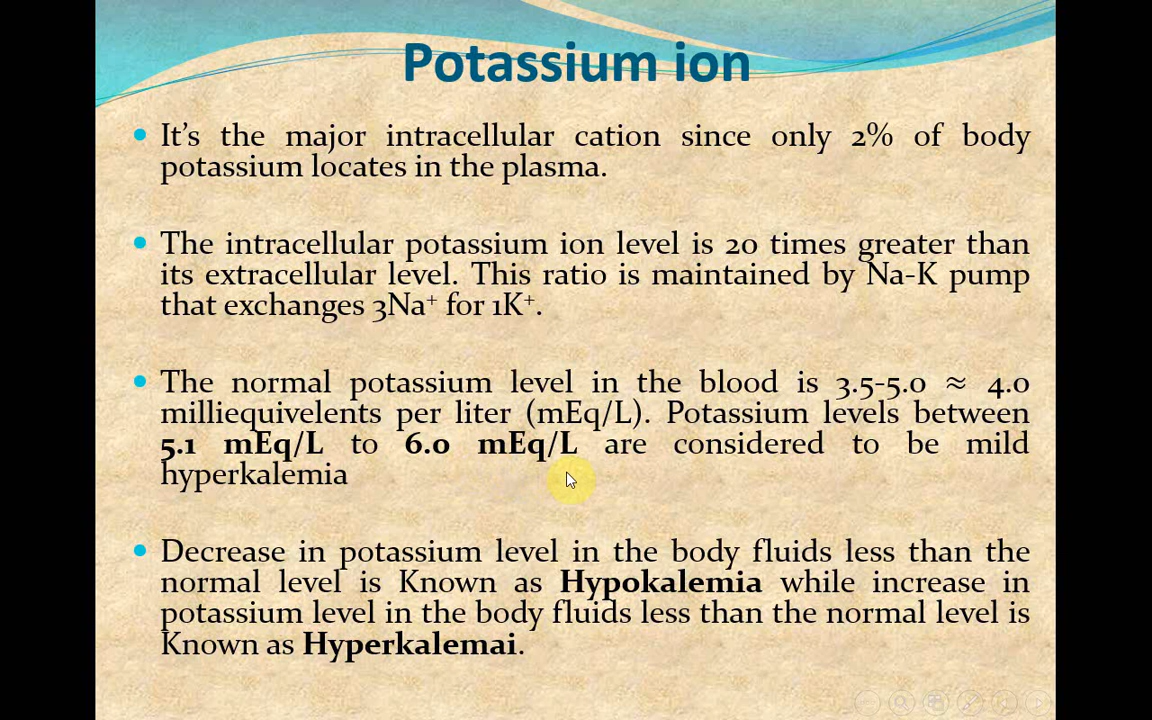 Potassium ion
It's the major intracellular cation since only 2% of body
potassium locates in the plasma.
The intracellular potassium ion level is 20 times greater than
its extracellular level. This ratio is maintained by Na-K pump
that exchanges 3Na⁺ for 1K⁺.
The normal potassium level in the blood is 3.5-5.0 ≈ 4.0
milliequivelents per liter (mEq/L). Potassium levels between
5.1 mEq/L to 6.0 mEq/L are considered to be mild
hyperkalemia
Decrease in potassium level in the body fluids less than the
normal level is Known as Hypokalemia while increase in
potassium level in the body fluids less than the normal level is
Known as Hyperkalemai.